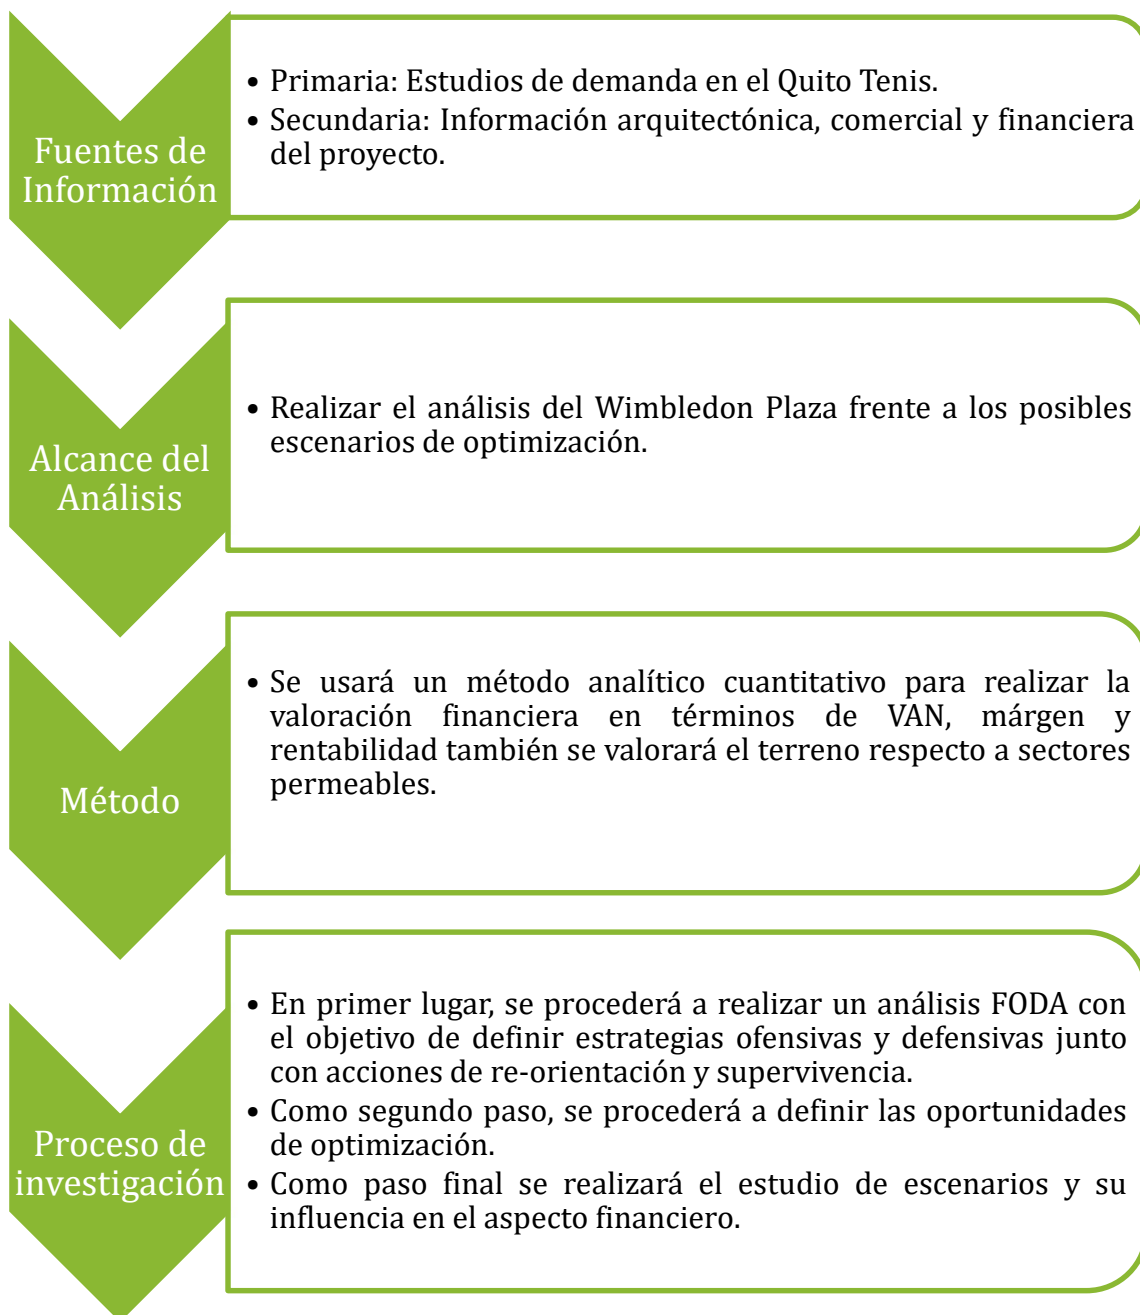 Fuentes de
Información
• Primaria: Estudios de demanda en el Quito Tenis.
• Secundaria: Información arquitectónica, comercial y financiera
del proyecto.
Alcance del
Análisis
• Realizar el análisis del Wimbledon Plaza frente a los posibles
escenarios de optimización.
Método
• Se usará un método analítico cuantitativo para realizar la
valoración financiera en términos de VAN, márgen y
rentabilidad también se valorará el terreno respecto a sectores
permeables.
Proceso de
investigación
• En primer lugar, se procederá a realizar un análisis FODA con
el objetivo de definir estrategias ofensivas y defensivas junto
con acciones de re-orientación y supervivencia.
• Como segundo paso, se procederá a definir las oportunidades
de optimización.
• Como paso final se realizará el estudio de escenarios y su
influencia en el aspecto financiero.